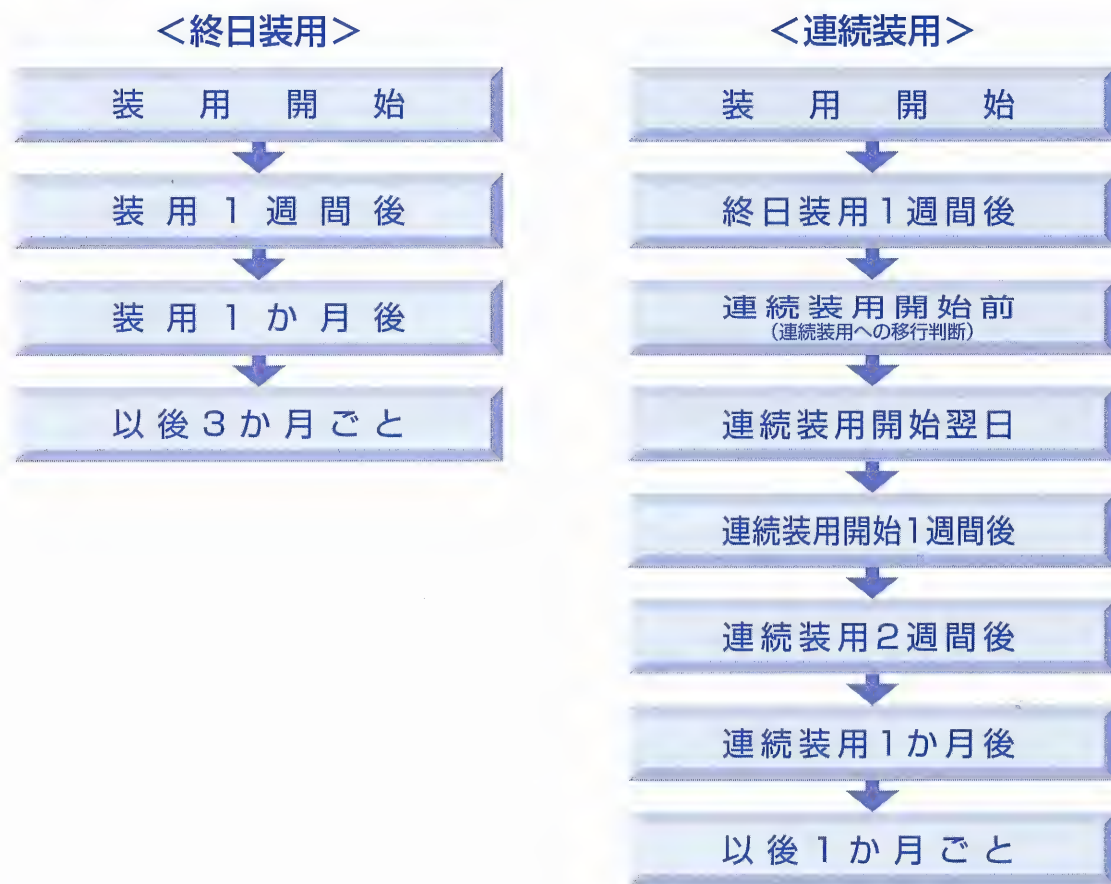 ＜終日装用＞
装用開始
装用1週間後
装用1か月後
以後3か月ごと
＜連続装用＞
装用開始
終日装用1週間後
連続装用開始前
（連続装用への移行判断）
連続装用開始翌日
連続装用開始1週間後
連続装用2週間後
連続装用1か月後
以後1か月ごと